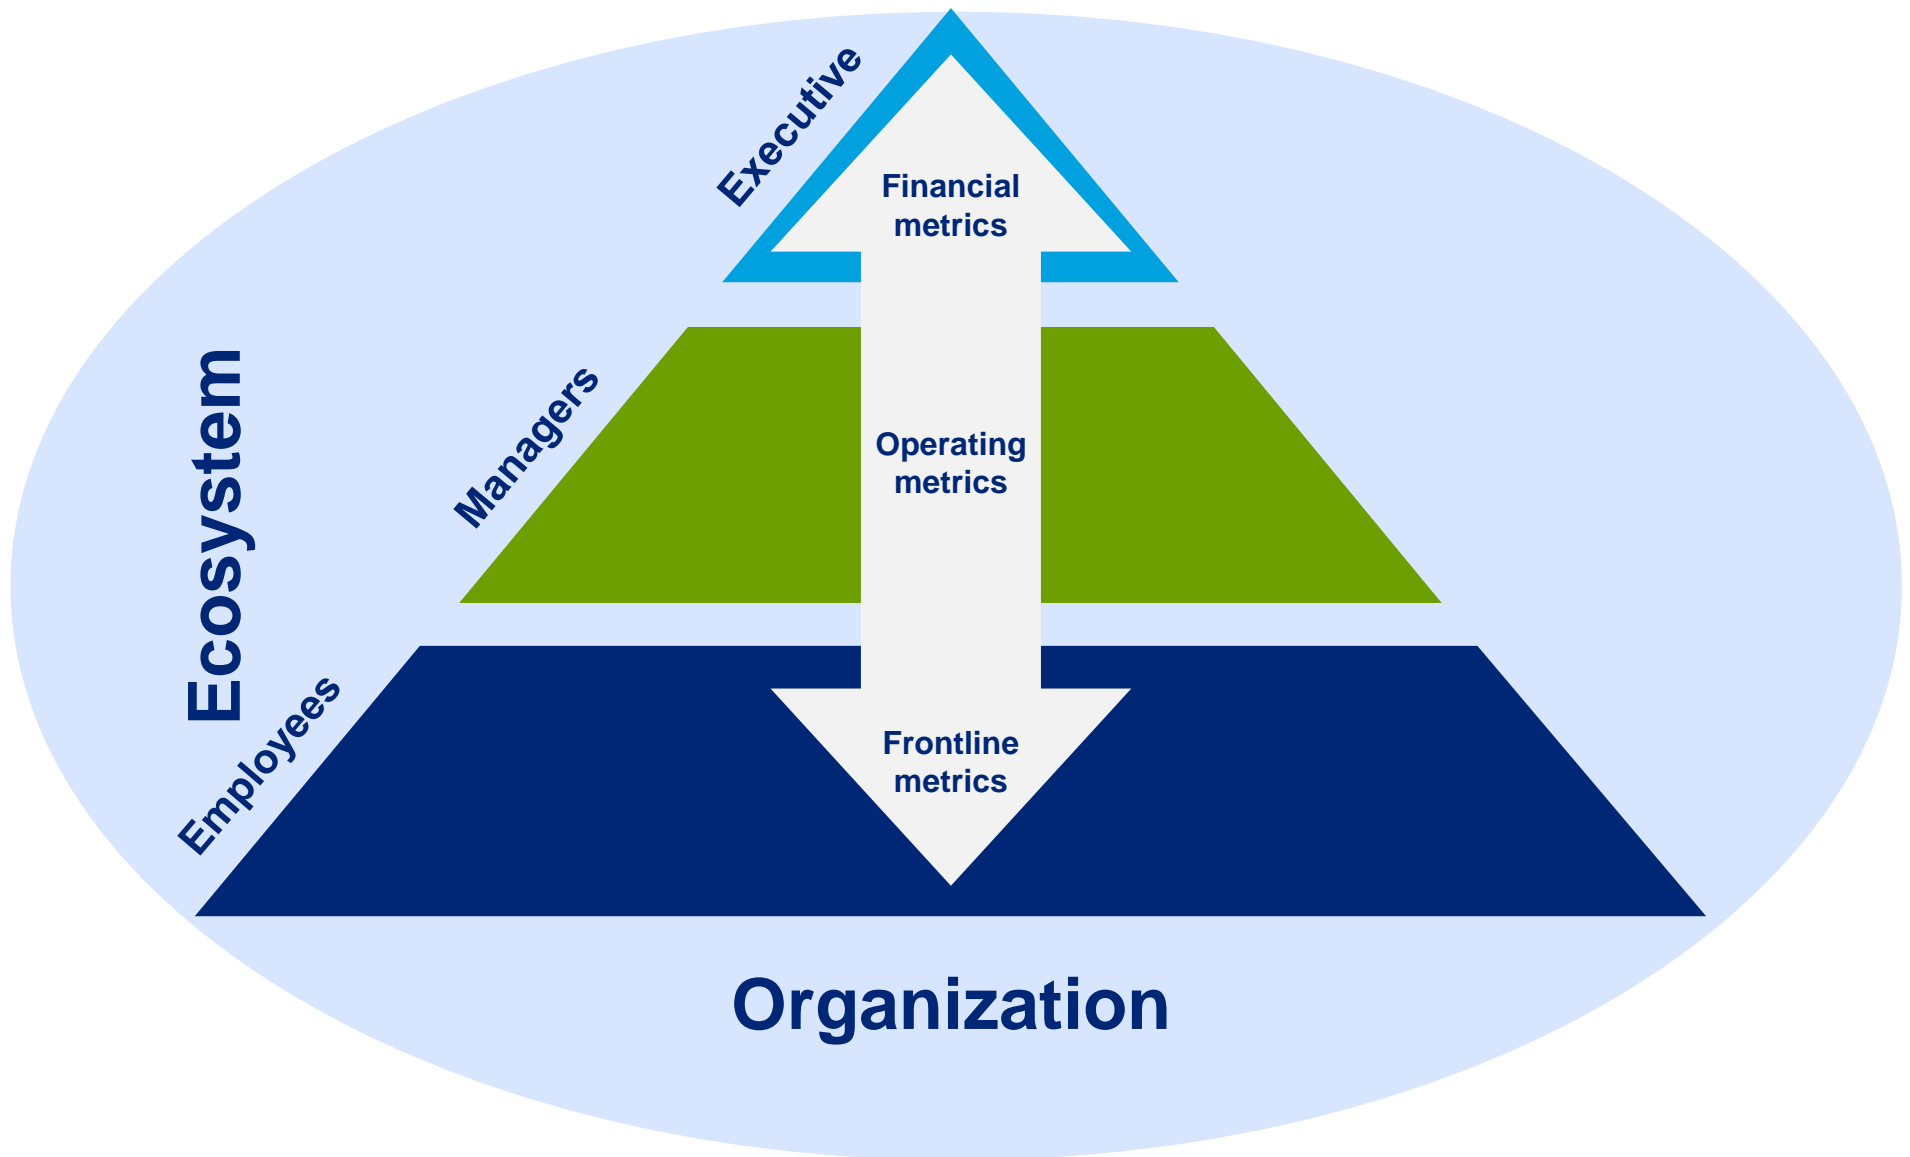 Executive
Financial
metrics
Ecosystem
Managers
Operating
metrics
Employees
Frontline
metrics
Organization